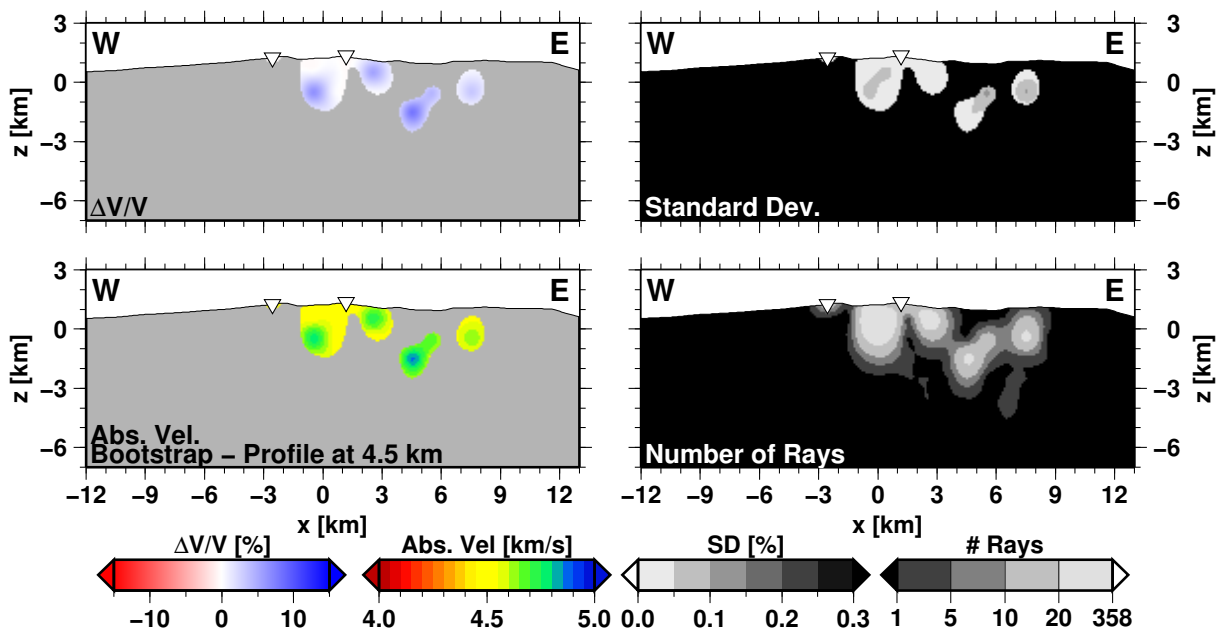 3
W
E
0
z [km]
−3
−6
ΔV/V
3
W
E
0
z [km]
−3
−6
Standard Dev.
3
W
E
0
z [km]
−3
−6
Abs. Vel.
Bootstrap − Profile at 4.5 km
−12 −9 −6 −3 0 3 6 9 12
x [km]
3
W
E
0
z [km]
−3
−6
Number of Rays
−12 −9 −6 −3 0 3 6 9 12
x [km]
ΔV/V [%]
−10 0 10
Abs. Vel [km/s]
4.0 4.5 5.0
SD [%]
0.0 0.1 0.2 0.3
# Rays
1 5 10 20 358